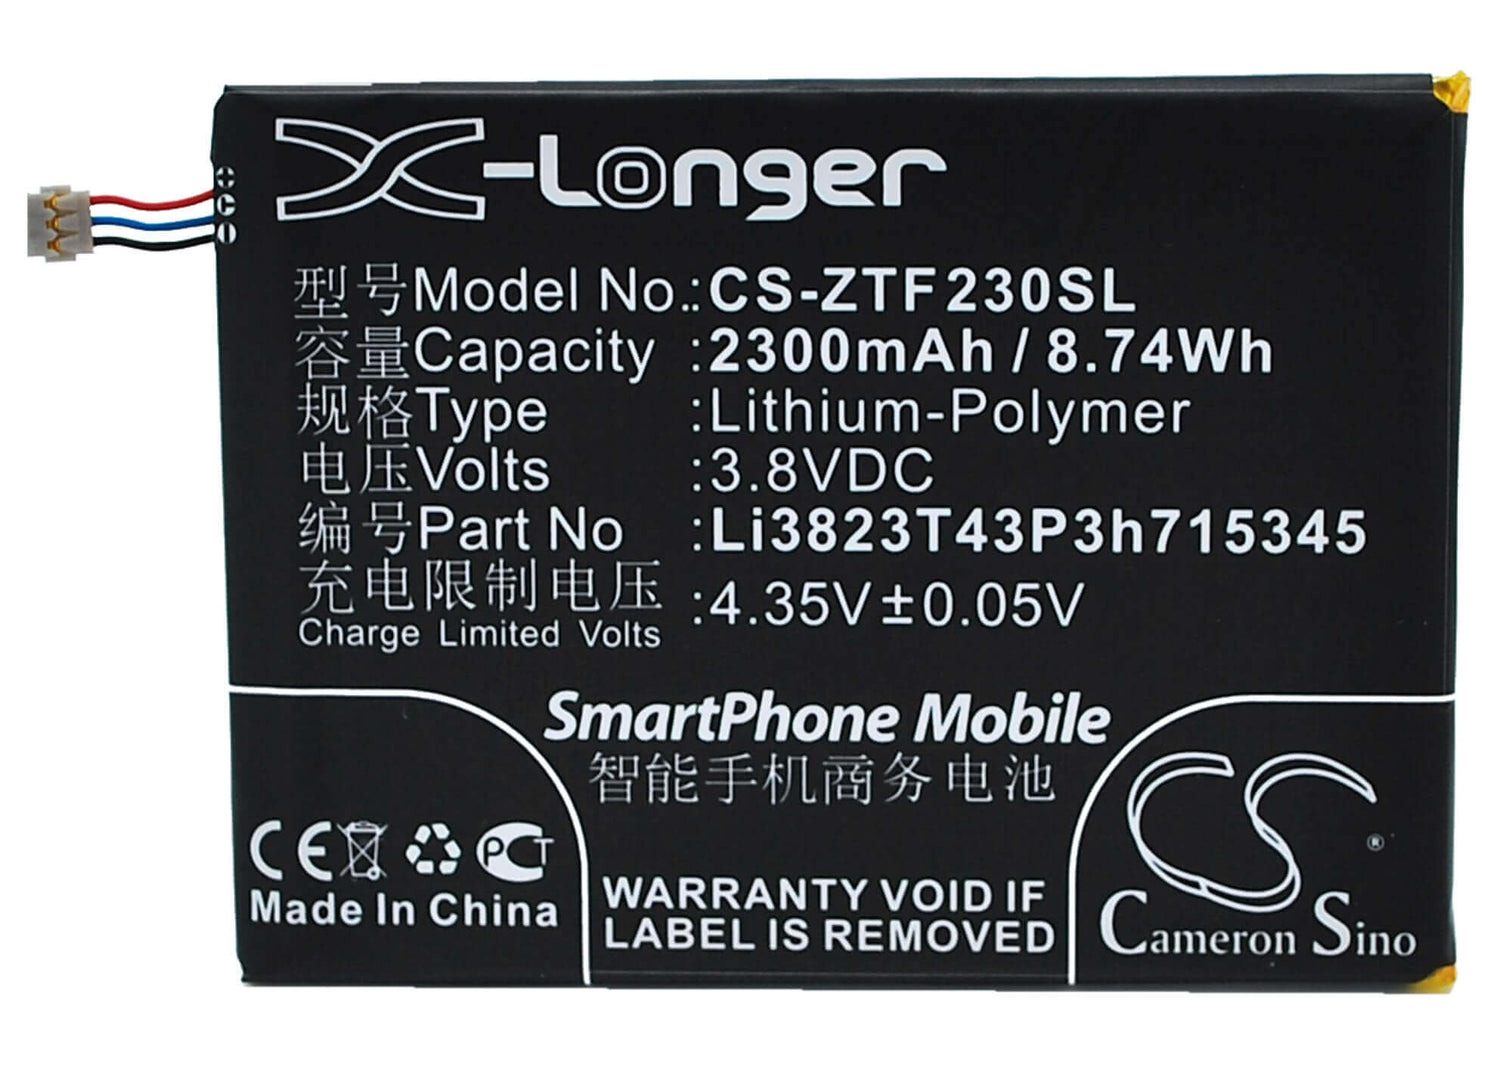 X-Longer
型号Model No.:CS-ZTF230SL
容量Capacity :2300mAh / 8.74Wh
规格Type :Lithium-Polymer
电压Volts :3.8VDC
编号Part No :Li3823T43P3h715345
充电限制电压
Charge Limited Volts :4.35V±0.05V
SmartPhone Mobile
智能手机商务电池
CE PCT
Made In China
WARRANTY VOID IF
LABEL IS REMOVED
CS ®
Cameron Sino
+
C
-